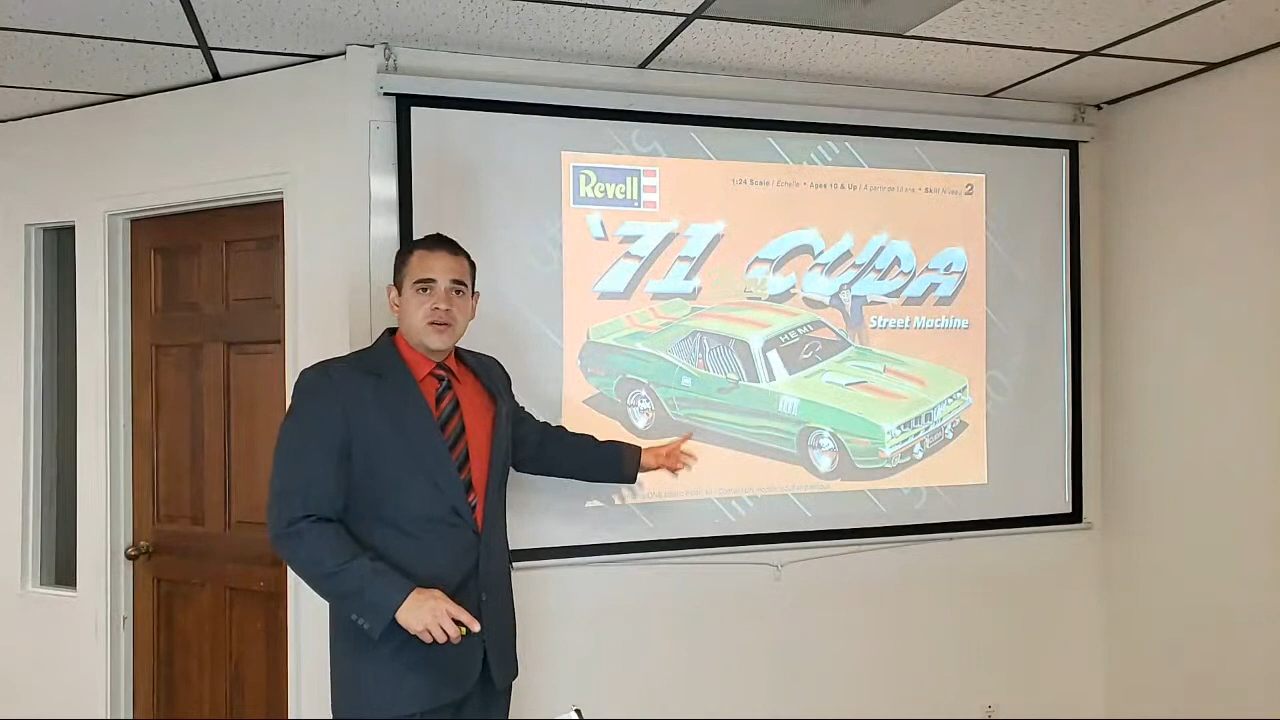 Revell
1:24 Scale / Échelle • Ages 10 & Up / À partir de 10 ans • Skill Niveau 2
'71 CUDA
Street Machine
HEMI